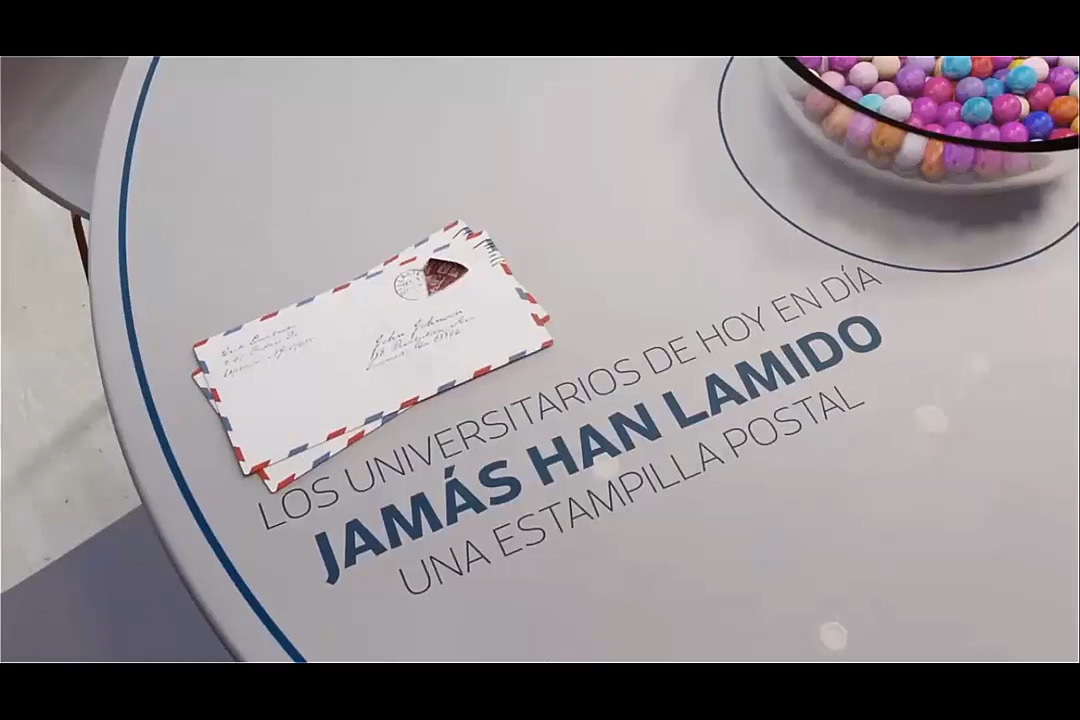 LOS UNIVERSITARIOS DE HOY EN DÍA
JAMÁS HAN LAMIDO
UNA ESTAMPILLA POSTAL